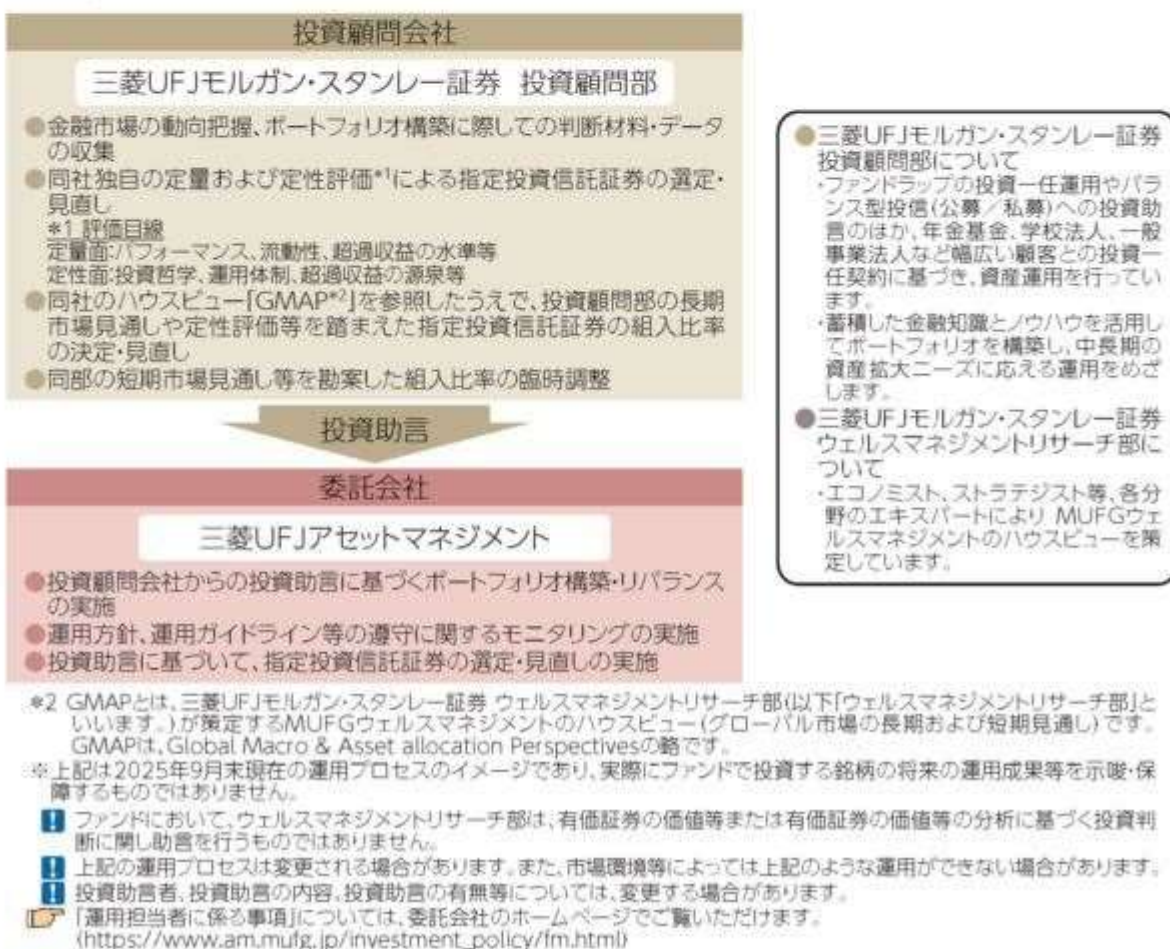 投資顧問会社
三菱UFJモルガン・スタンレー証券 投資顧問部
●金融市場の動向把握、ポートフォリオ構築に際しての判断材料・データ
の収集
●同社独自の定量および定性評価*1による指定投資信託証券の選定・
見直し
*1 評価目線
定量面:パフォーマンス、流動性、超過収益の水準等
定性面:投資哲学、運用体制、超過収益の源泉等
●同社のハウスビュー「GMAP*2」を参照したうえで、投資顧問部の長期
市場見通しや定性評価等を踏まえた指定投資信託証券の組入比率
の決定・見直し
●同部の短期市場見通し等を勘案した組入比率の臨時調整
投資助言
委託会社
三菱UFJアセットマネジメント
●投資顧問会社からの投資助言に基づくポートフォリオ構築・リバランス
の実施
●運用方針、運用ガイドライン等の遵守に関するモニタリングの実施
●投資助言に基づいて、指定投資信託証券の選定・見直しの実施
●三菱UFJモルガン・スタンレー証券
投資顧問部について
・ファンドラップの投資一任運用やバラ
ンス型投信(公募/私募)への投資助
言のほか、年金基金、学校法人、一般
事業法人など幅広い顧客との投資一
任契約に基づき、資産運用を行ってい
ます。
・蓄積した金融知識とノウハウを活用し
てポートフォリオを構築し、中長期の
資産拡大ニーズに応える運用をめざ
します。
●三菱UFJモルガン・スタンレー証券
ウェルスマネジメントリサーチ部に
ついて
・エコノミスト、ストラテジスト等、各分
野のエキスパートにより MUFGウェ
ルスマネジメントのハウスビューを策
定しています。
*2 GMAPとは、三菱UFJモルガン・スタンレー証券 ウェルスマネジメントリサーチ部(以下「ウェルスマネジメントリサーチ部」と
いいます。)が策定するMUFGウェルスマネジメントのハウスビュー(グローバル市場の長期および短期見通し)です。
GMAPは、Global Macro & Asset allocation Perspectivesの略です。
※上記は2025年9月末現在の運用プロセスのイメージであり、実際にファンドで投資する銘柄の将来の運用成果等を示唆・保
障するものではありません。
! ファンドにおいて、ウェルスマネジメントリサーチ部は、有価証券の価値等または有価証券の価値等の分析に基づく投資判
断に関し助言を行うものではありません。
! 上記の運用プロセスは変更される場合があります。また、市場環境等によっては上記のような運用ができない場合があります。
! 投資助言者、投資助言の内容、投資助言の有無等については、変更する場合があります。
「運用担当者に係る事項」については、委託会社のホームページでご覧いただけます。
(https://www.am.mufg.jp/investment_policy/fm.html)